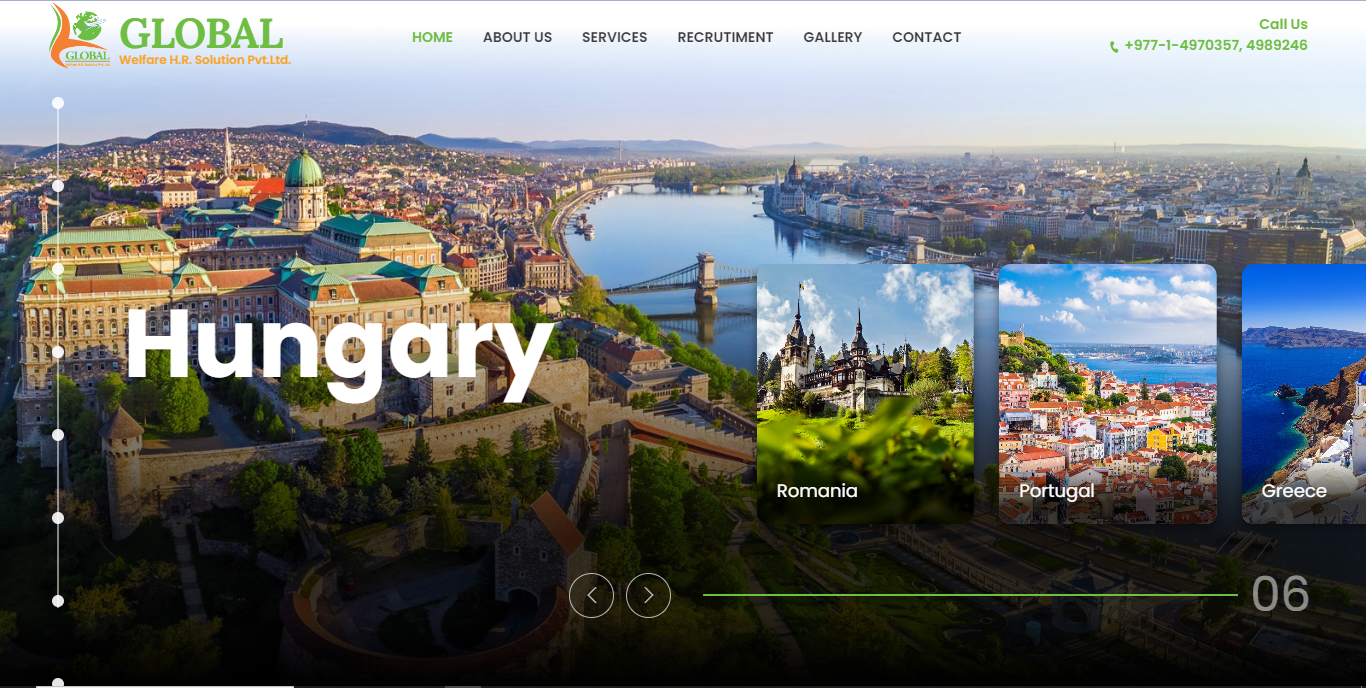 GLOBAL
Welfare H.R. Solution Pvt.Ltd.
GLOBAL
HOME
ABOUT US
SERVICES
RECRUTIMENT
GALLERY
CONTACT
Call Us
+977-1-4970357, 4989246
Hungary
Romania
Portugal
Greece
06